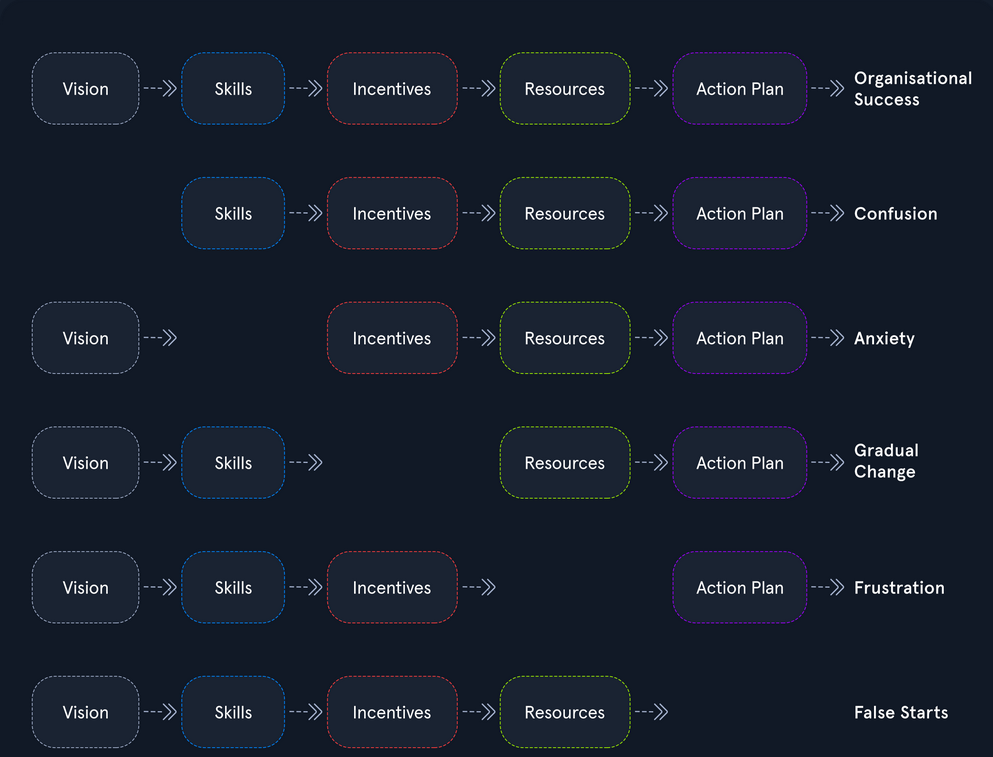 Vision
Skills
Incentives
Resources
Action Plan
Organisational
Success
Skills
Incentives
Resources
Action Plan
Confusion
Vision
Incentives
Resources
Action Plan
Anxiety
Vision
Skills
Resources
Action Plan
Gradual
Change
Vision
Skills
Incentives
Action Plan
Frustration
Vision
Skills
Incentives
Resources
False Starts